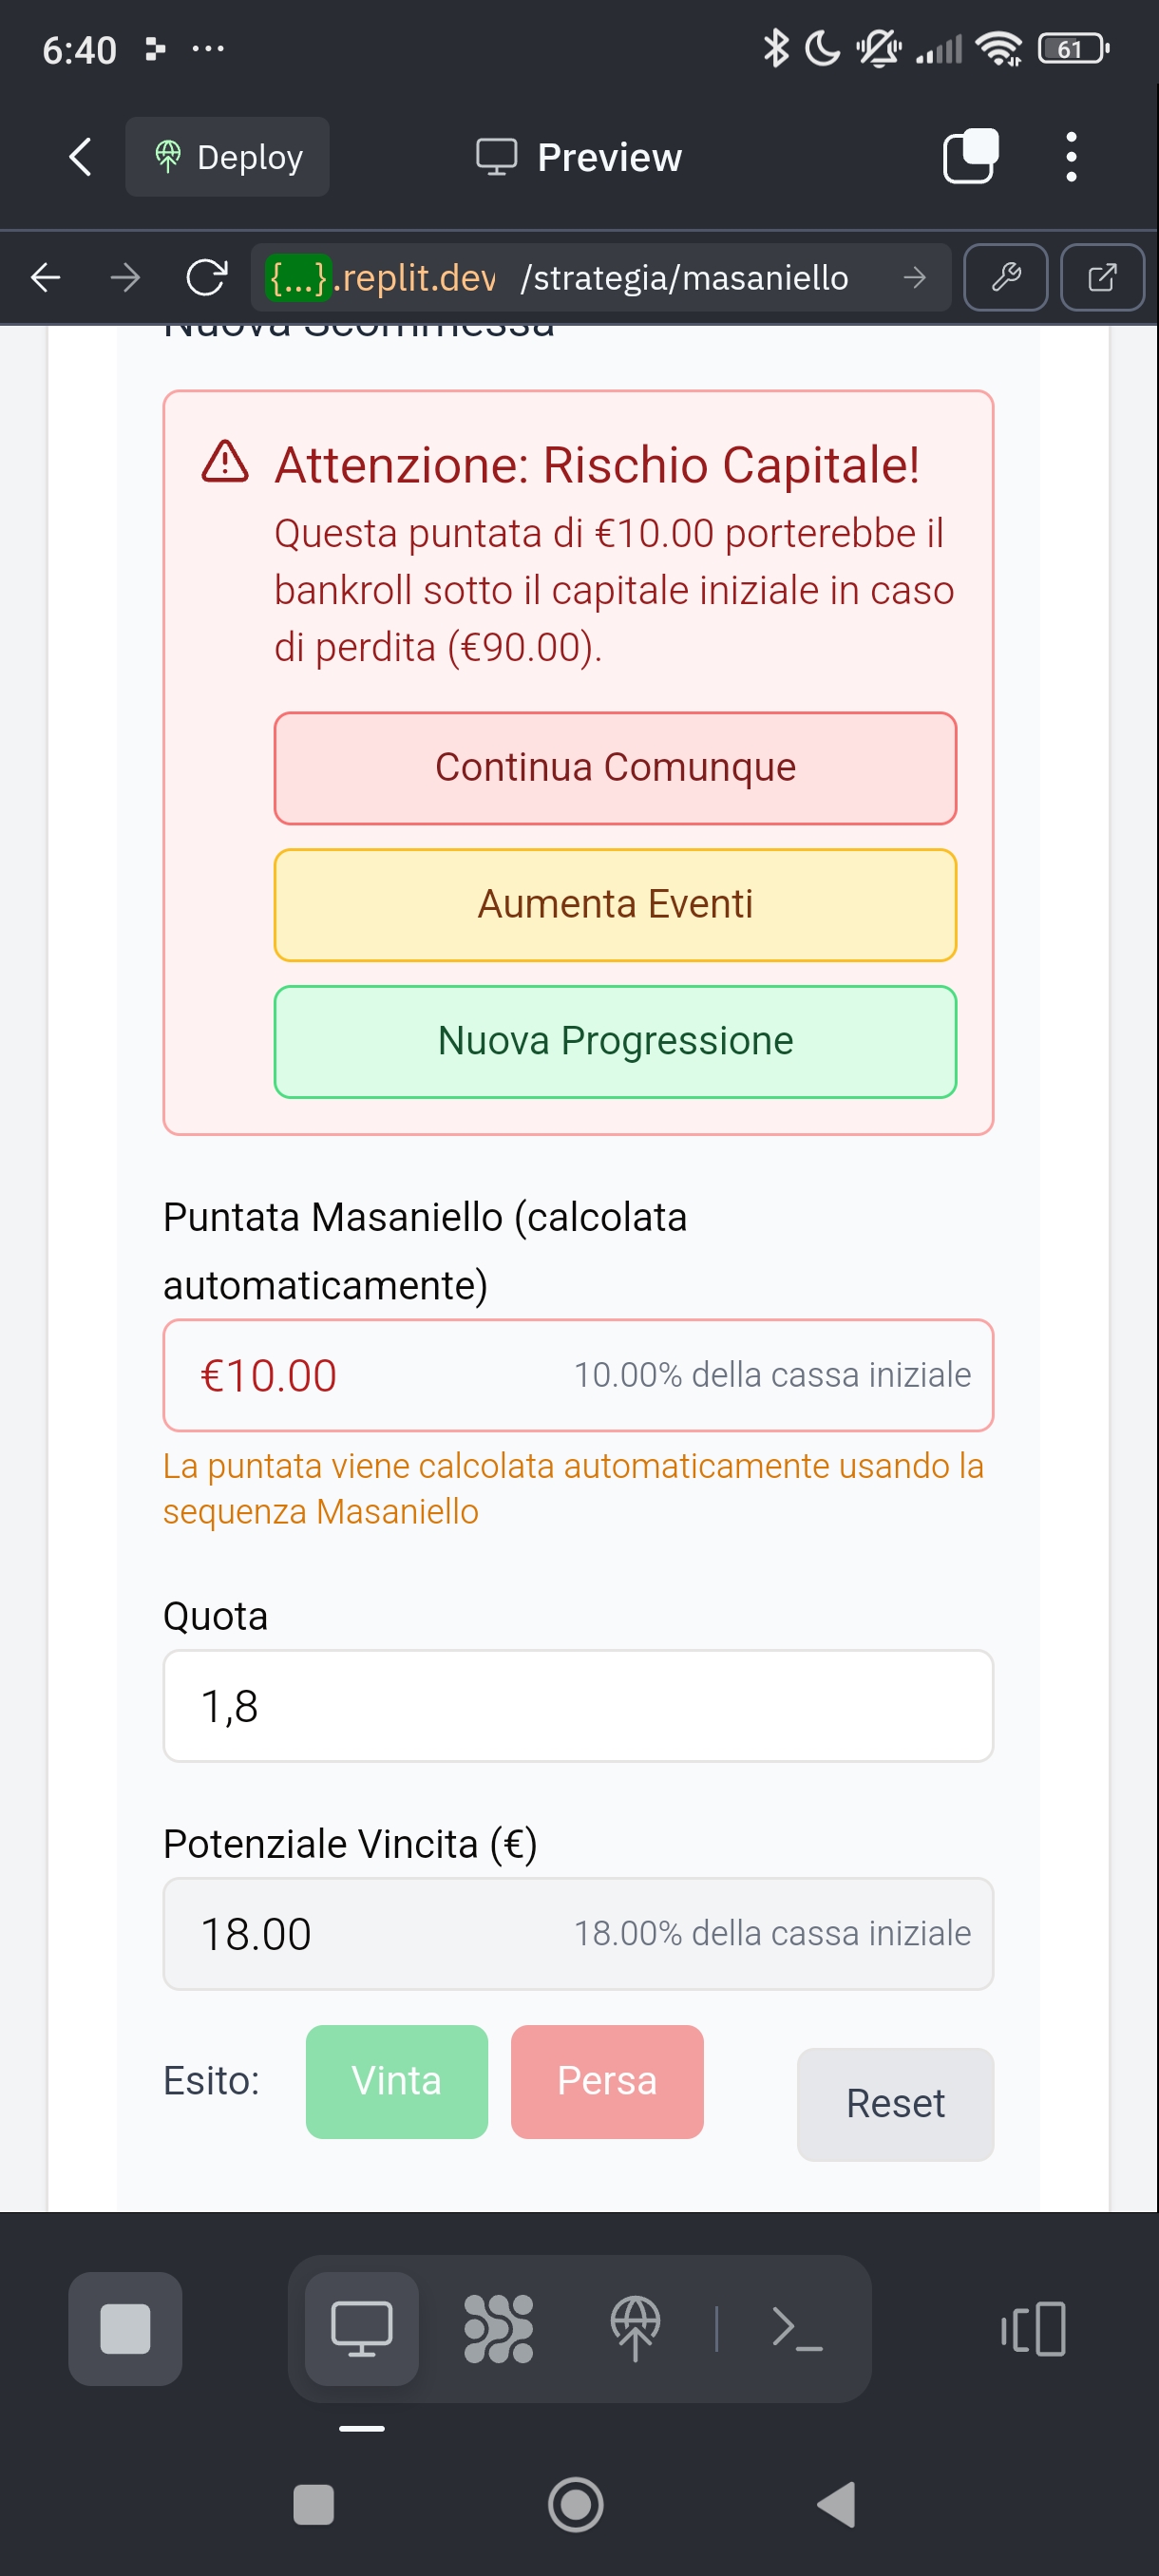 6:40
61
Deploy
Preview
{...}.replit.dev /strategia/masaniello
Nuova Scommessa
Attenzione: Rischio Capitale!
Questa puntata di €10.00 porterebbe il
bankroll sotto il capitale iniziale in caso
di perdita (€90.00).
Continua Comunque
Aumenta Eventi
Nuova Progressione
Puntata Masaniello (calcolata
automaticamente)
€10.00 10.00% della cassa iniziale
La puntata viene calcolata automaticamente usando la
sequenza Masaniello
Quota
1,8
Potenziale Vincita (€)
18.00 18.00% della cassa iniziale
Esito: Vinta Persa Reset